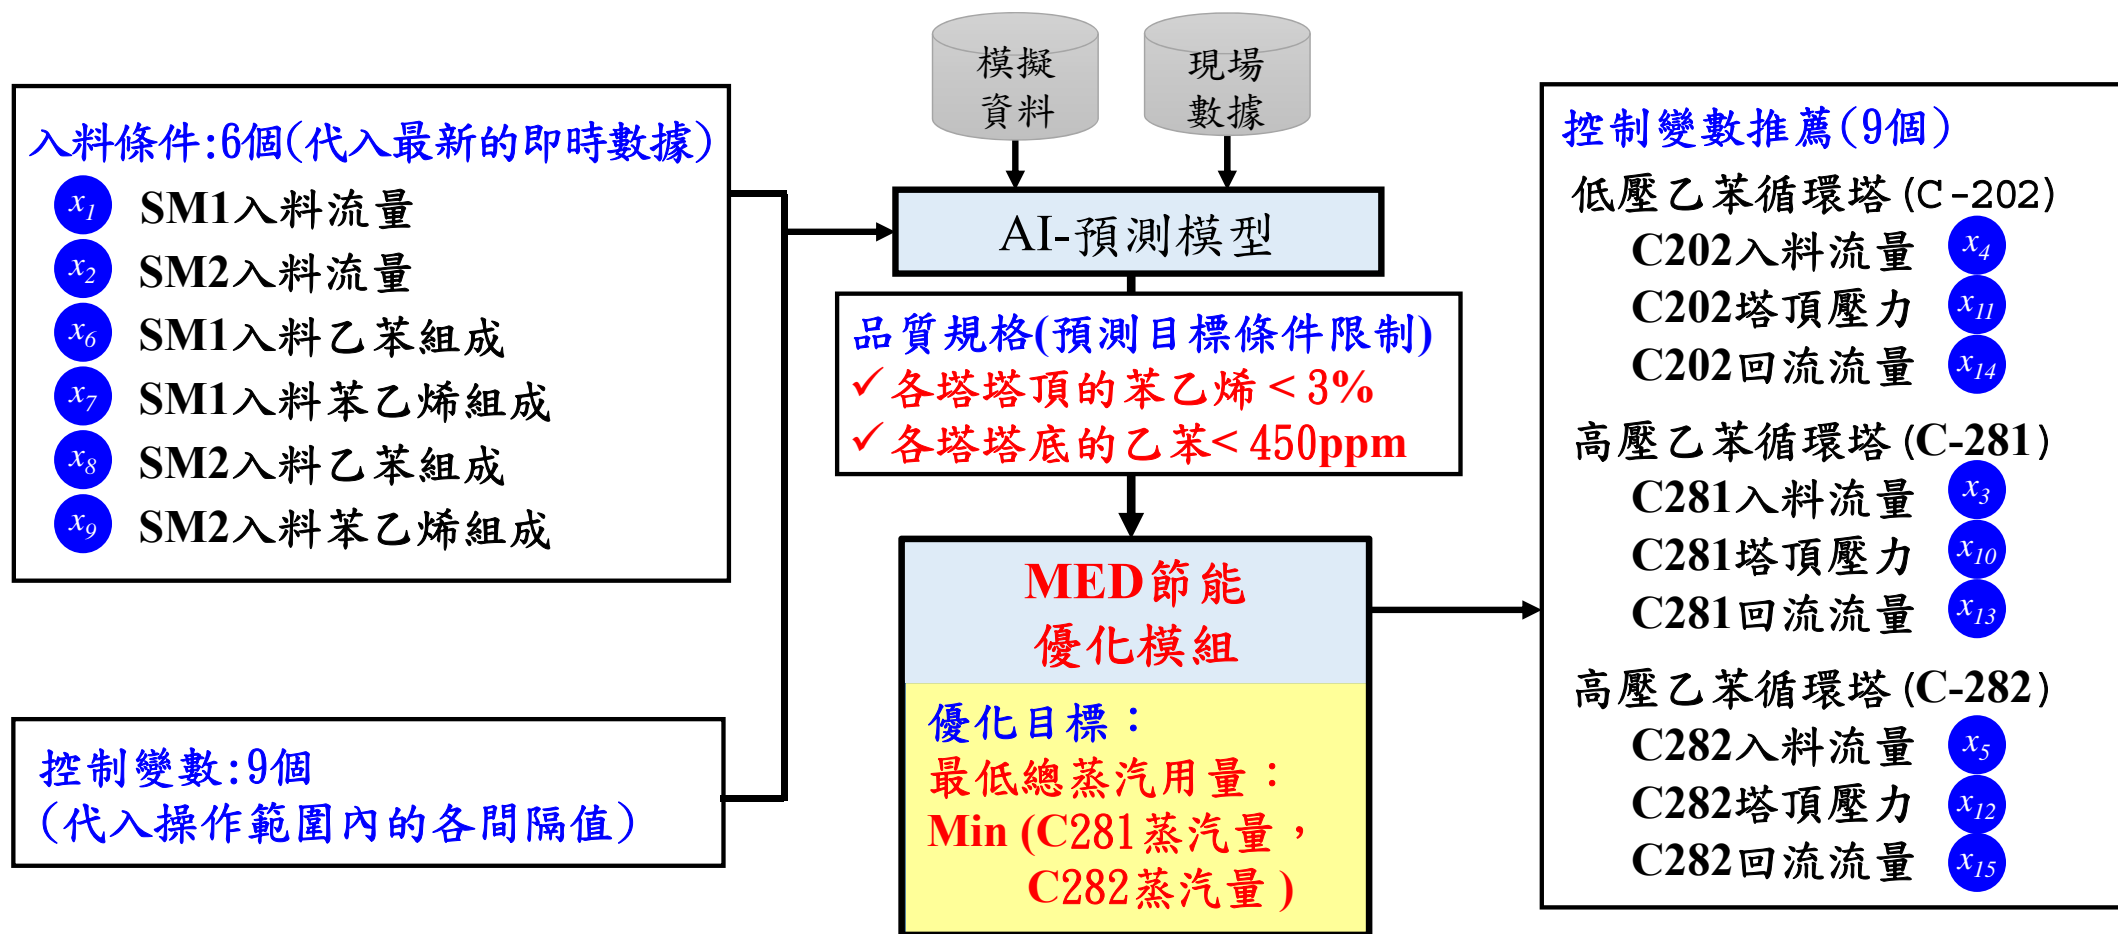 模擬
資料
現場
數據
入料條件:6個(代入最新的即時數據)
x1 SM1入料流量
x2 SM2入料流量
x6 SM1入料乙苯組成
x7 SM1入料苯乙烯組成
x8 SM2入料乙苯組成
x9 SM2入料苯乙烯組成
控制變數:9個
(代入操作範圍內的各間隔值)
AI-預測模型
品質規格(預測目標條件限制)
✓各塔塔頂的苯乙烯<3%
✓各塔塔底的乙苯<450ppm
MED節能
優化模組
優化目標：
最低總蒸汽用量：
Min (C281蒸汽量，
C282蒸汽量)
控制變數推薦(9個)
低壓乙苯循環塔(C-202)
C202入料流量 x4
C202塔頂壓力 x11
C202回流流量 x14
高壓乙苯循環塔(C-281)
C281入料流量 x3
C281塔頂壓力 x10
C281回流流量 x13
高壓乙苯循環塔(C-282)
C282入料流量 x5
C282塔頂壓力 x12
C282回流流量 x15